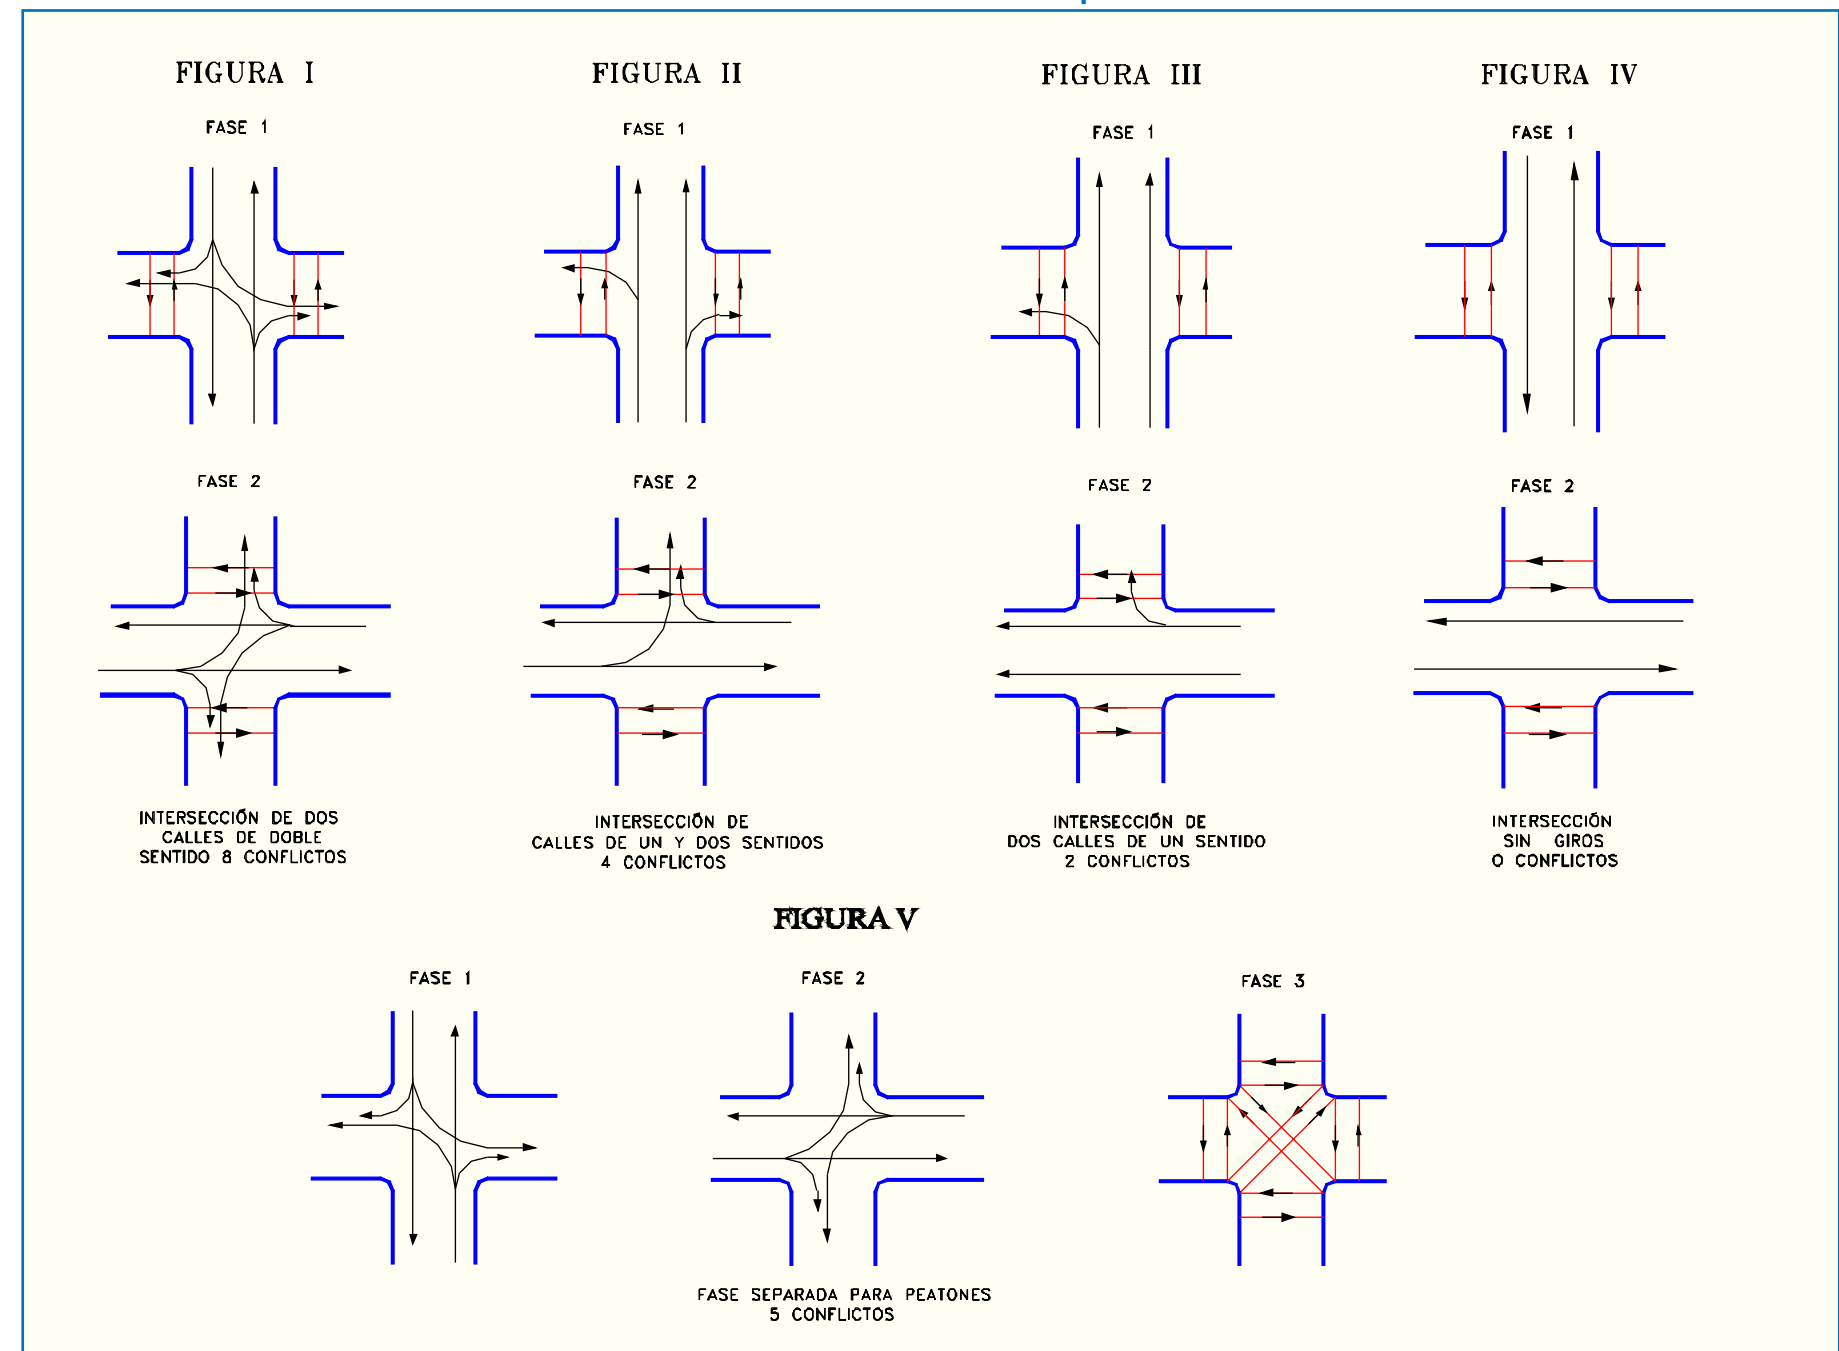 FIGURA I
FIGURA II
FIGURA III
FIGURA IV
FASE 1
FASE 1
FASE 1
FASE 1
FASE 2
FASE 2
FASE 2
FASE 2
INTERSECCIÓN DE DOS
CALLES DE DOBLE
SENTIDO 8 CONFLICTOS
INTERSECCIÓN DE
CALLES DE UN Y DOS SENTIDOS
4 CONFLICTOS
INTERSECCIÓN DE
DOS CALLES DE UN SENTIDO
2 CONFLICTOS
INTERSECCIÓN
SIN GIROS
0 CONFLICTOS
FIGURA V
FASE 1
FASE 2
FASE 3
FASE SEPARADA PARA PEATONES
5 CONFLICTOS